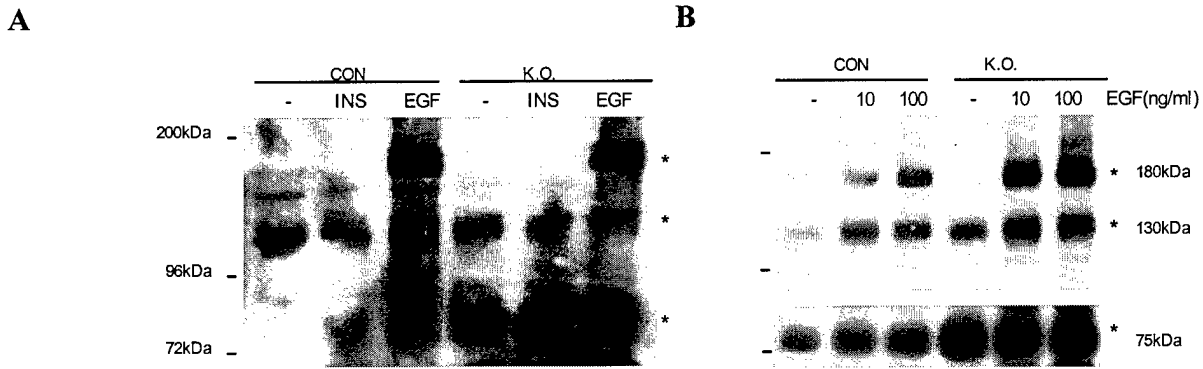 A
B
CON K.O.
- INS EGF - INS EGF
200kDa
*
*
96kDa
*
72kDa
CON K.O.
- 10 100 - 10 100 EGF(ng/ml)
* 180kDa
* 130kDa
* 75kDa